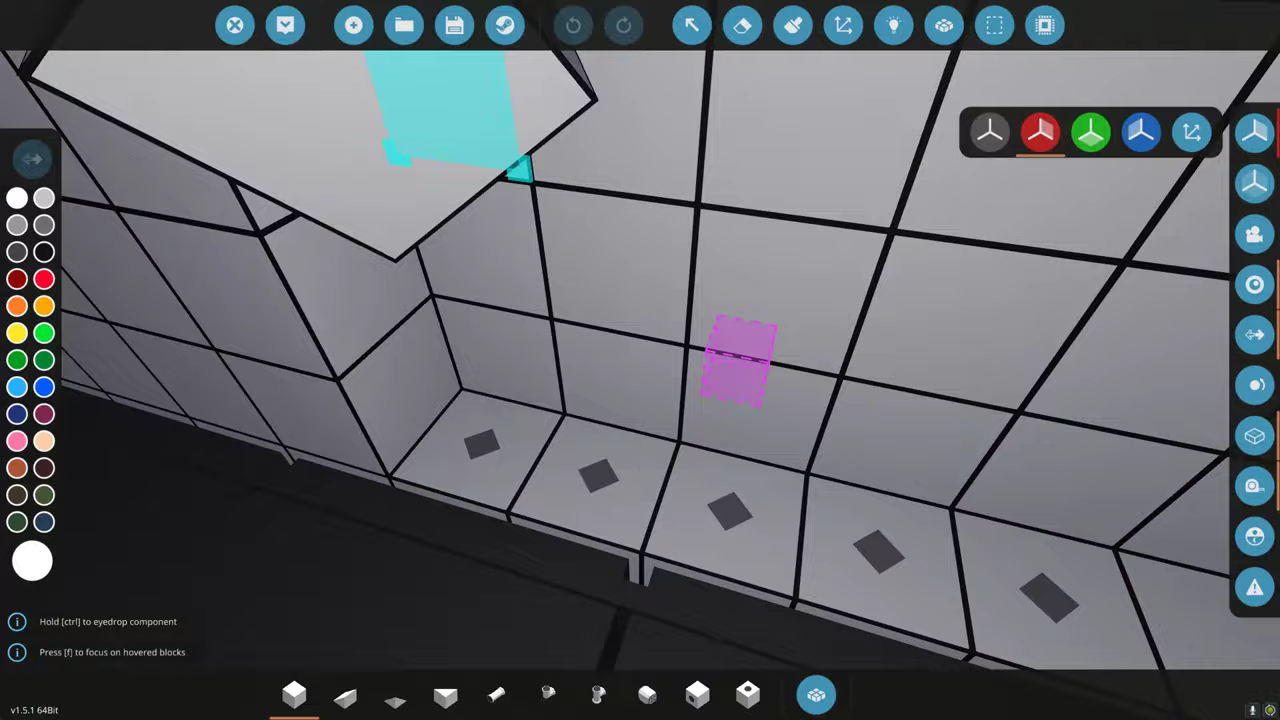 Hold [ctrl] to eyedrop component
Press [f] to focus on hovered blocks
v1.5.1 64Bit